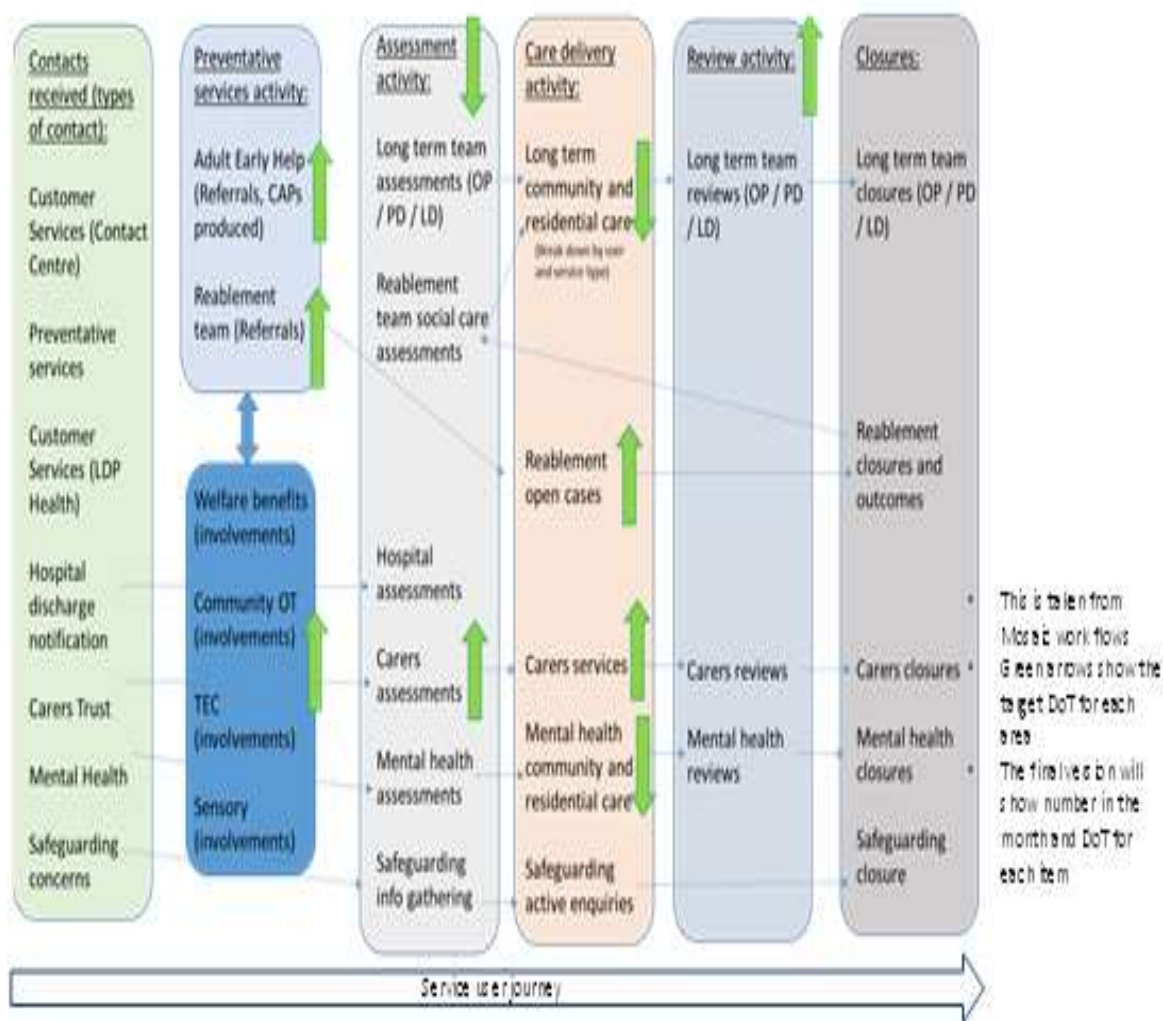 Contacts
received (types
of contact):
Customer
Services (Contact
Centre)
Preventative
services
Customer
Services (LDP
Health)
Hospital
discharge
notification
Carers Trust
Mental Health
Safeguarding
concerns
Preventative
services activity:
Adult Early Help
(Referrals, CAPs
produced)
Reablement
team (Referrals)
Welfare benefits
(involvements)
Community OT
(involvements)
TEC
(involvements)
Sensory
(involvements)
Assessment
activity:
Long term team
assessments (OP
/ PD / LD)
Reablement
team social care
assessments
Hospital
assessments
Carers
assessments
Mental health
assessments
Safeguarding
info gathering
Care delivery
activity:
Long term
community and
residential care
(Break down by user
and service type)
Reablement
open cases
Carers services
Mental health
community and
residential care
Safeguarding
active enquiries
Review activity:
Long term team
reviews (OP / PD
/ LD)
Carers reviews
Mental health
reviews
Closures:
Long term team
closures (OP / PD
/ LD)
Reablement
closures and
outcomes
Carers closures
Mental health
closures
Safeguarding
closure
• This is taken from
Mosaic work flows
• Green arrows show the
target DoT for each
area
• The final version will
show number in the
month and DoT for
each item
Service user journey